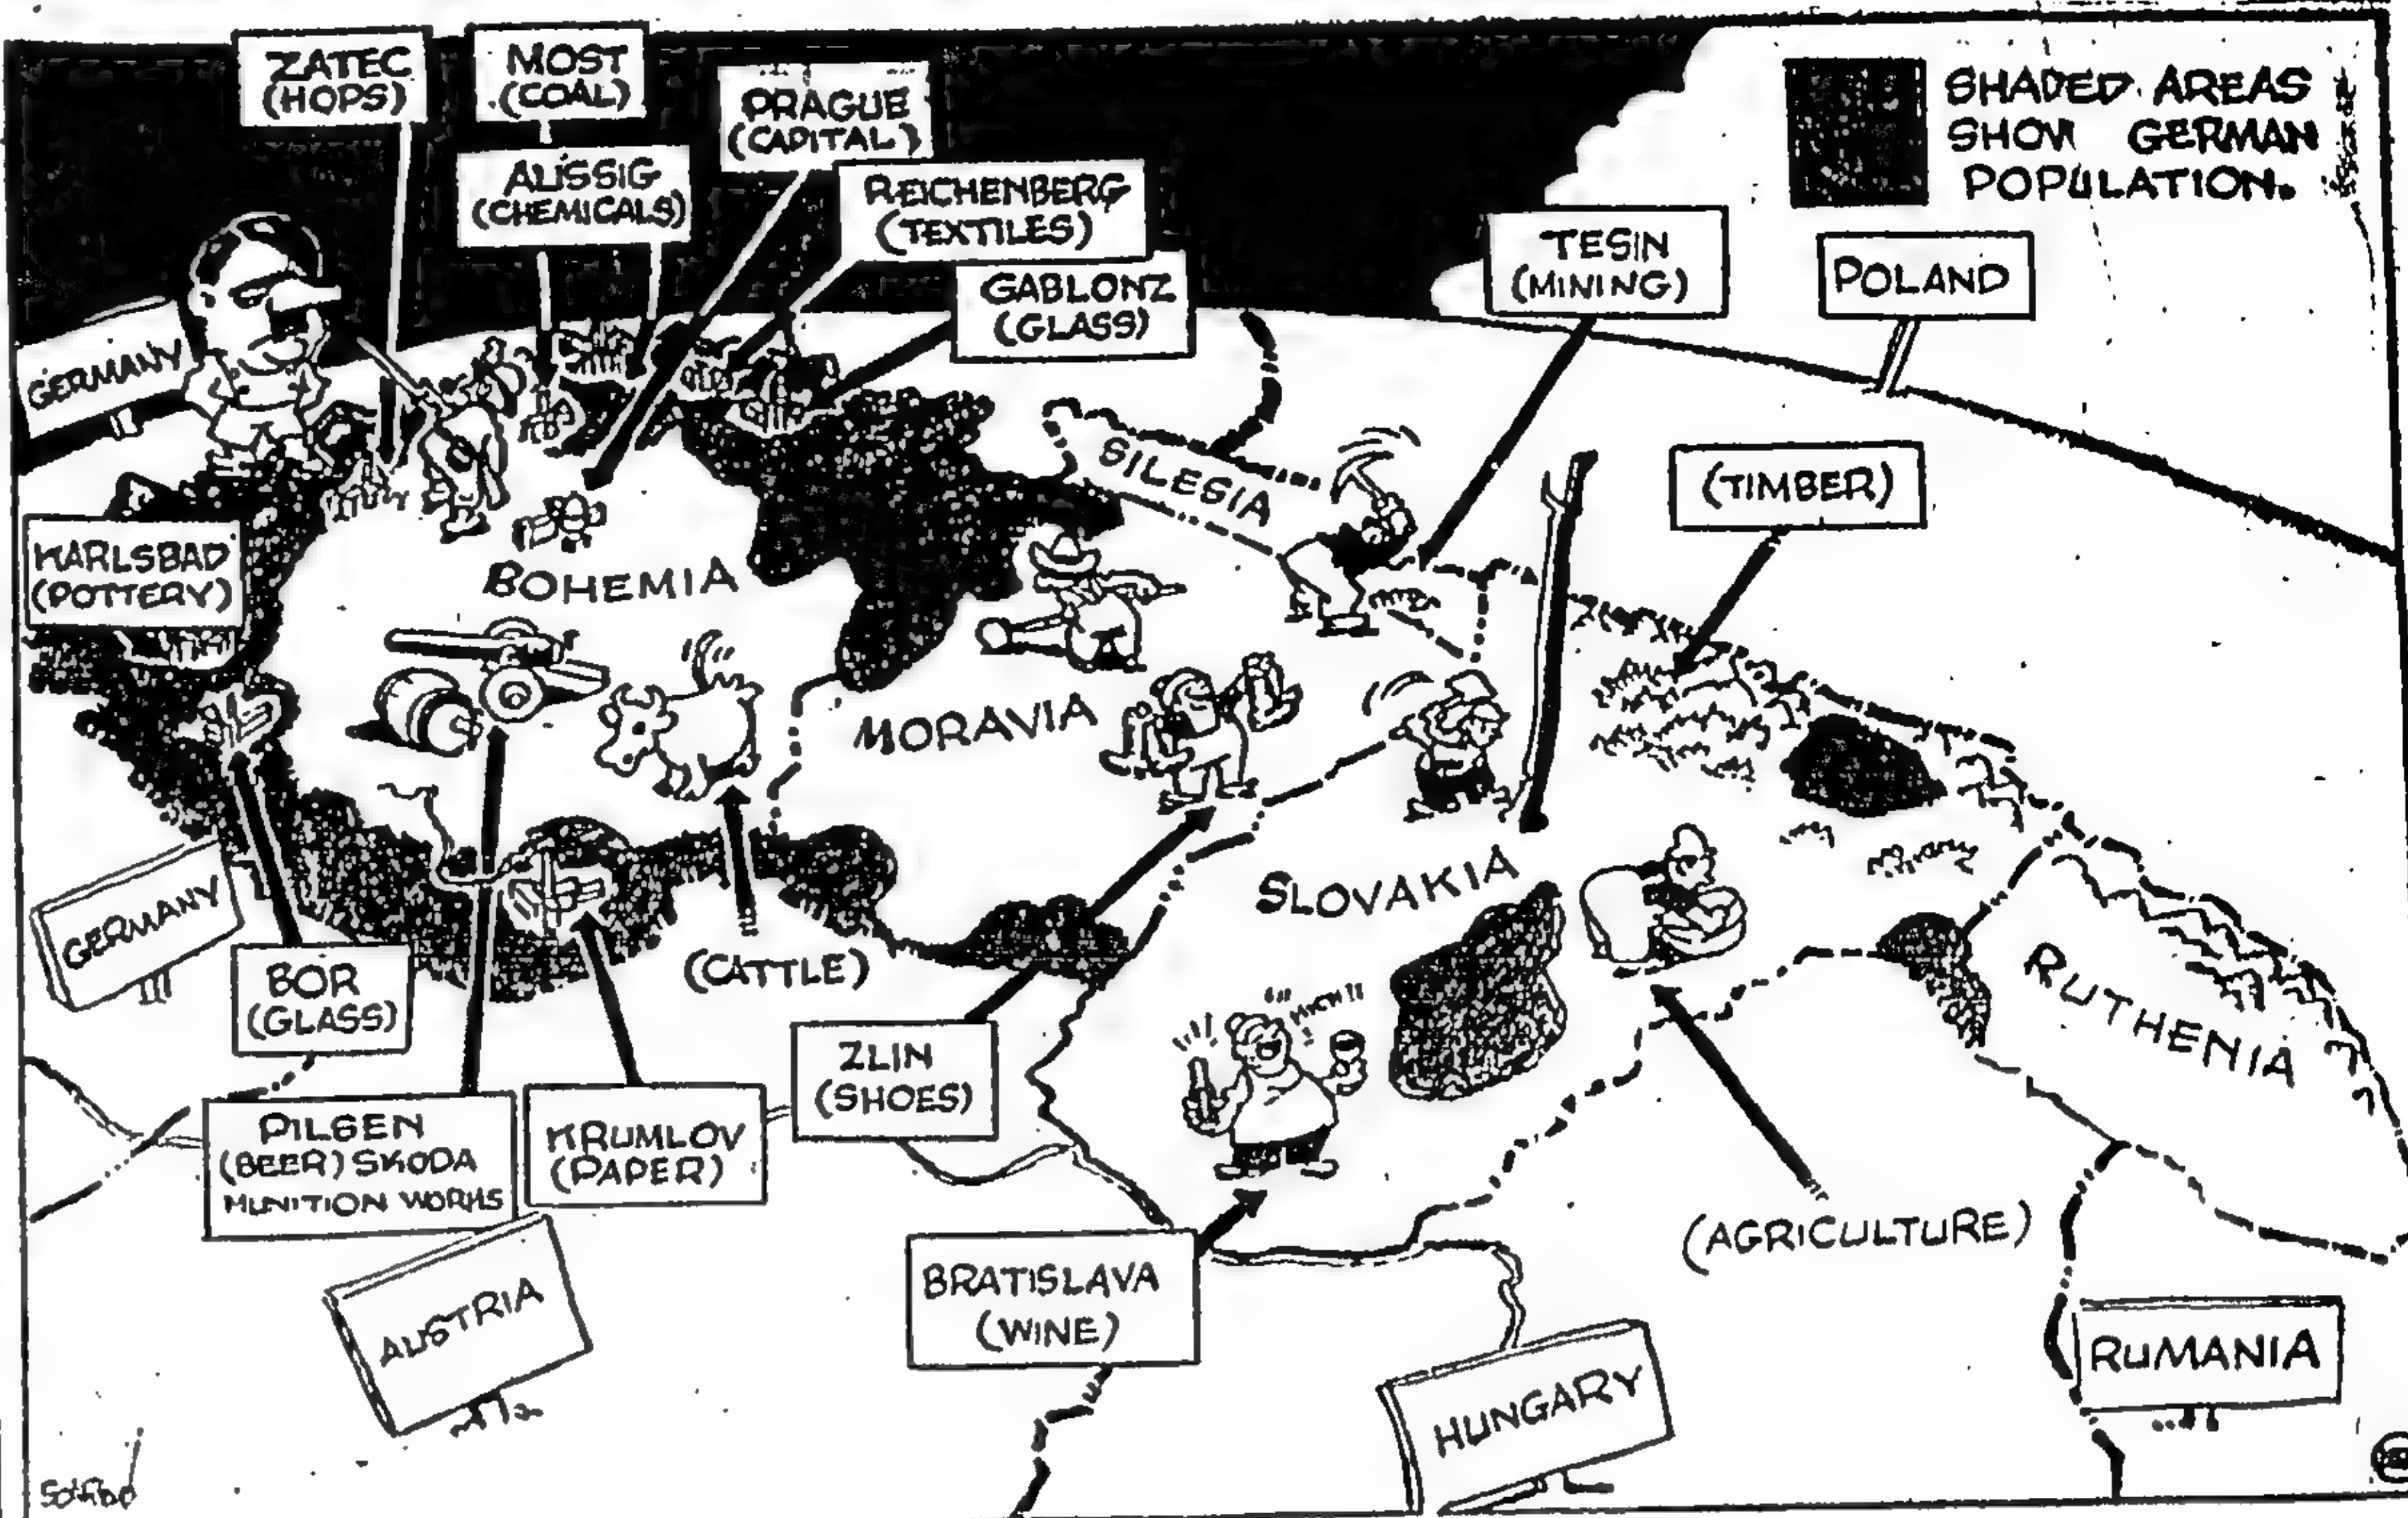 ZATEC
(HOPS)
MOST
(COAL)
PRAGUE
(CAPITAL)
AUSSIG
(CHEMICALS)
REICHENBERG
(TEXTILES)
GABLONZ
(GLASS)
TESIN
(MINING)
POLAND
SHADED AREAS
SHOW GERMAN
POPULATION.
GERMANY
SILESIA
(TIMBER)
KARLSBAD
(POTTERY)
BOHEMIA
MORAVIA
SLOVAKIA
RUTHENIA
GERMANY
BOR
(GLASS)
(CATTLE)
ZLIN
(SHOES)
PILSEN
(BEER) SKODA
MUNITION WORKS
KRUMLOV
(PAPER)
AUSTRIA
BRATISLAVA
(WINE)
(AGRICULTURE)
HUNGARY
RUMANIA